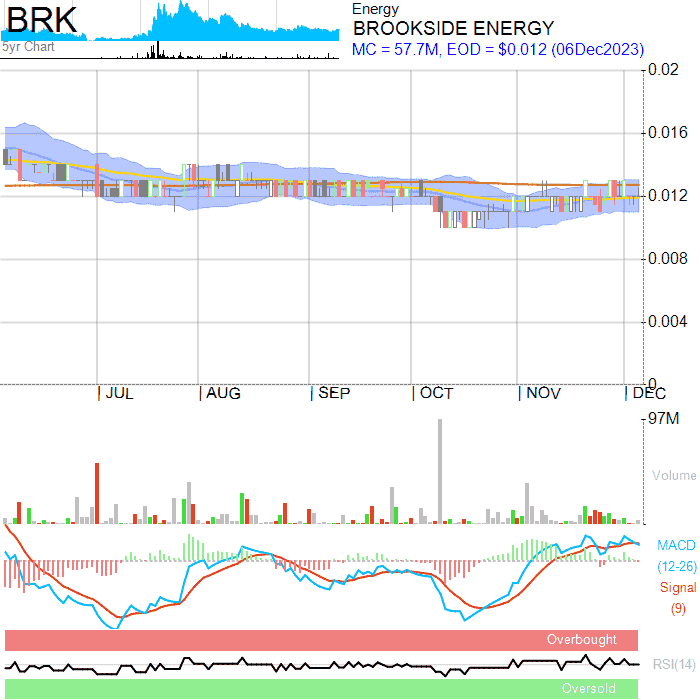 BRK
5yr Chart
Energy
BROOKSIDE ENERGY
MC = 57.7M, EOD = $0.012 (06Dec2023)
0.02
0.016
0.012
0.008
0.004
0
JUL AUG SEP OCT NOV DEC
97M
Volume
MACD
(12-26)
Signal
(9)
Overbought
RSI(14)
Oversold